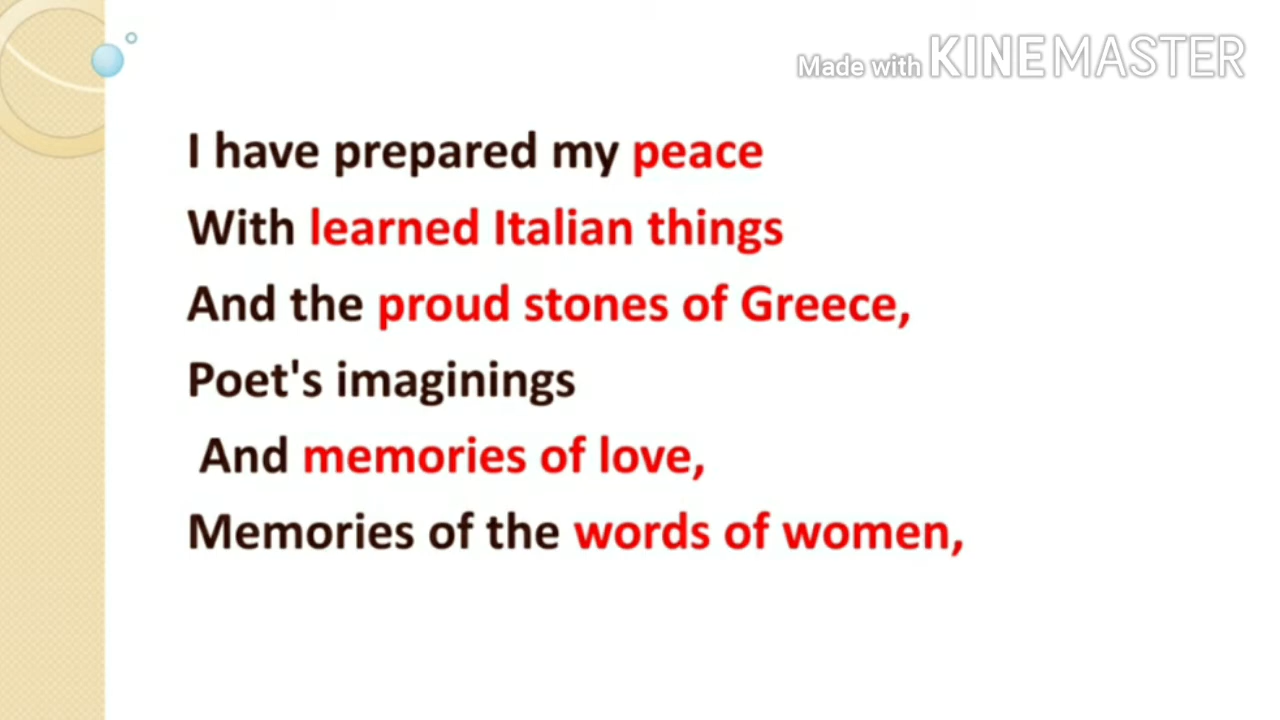 Made with KINEMASTER
I have prepared my peace
With learned Italian things
And the proud stones of Greece,
Poet's imaginings
And memories of love,
Memories of the words of women,